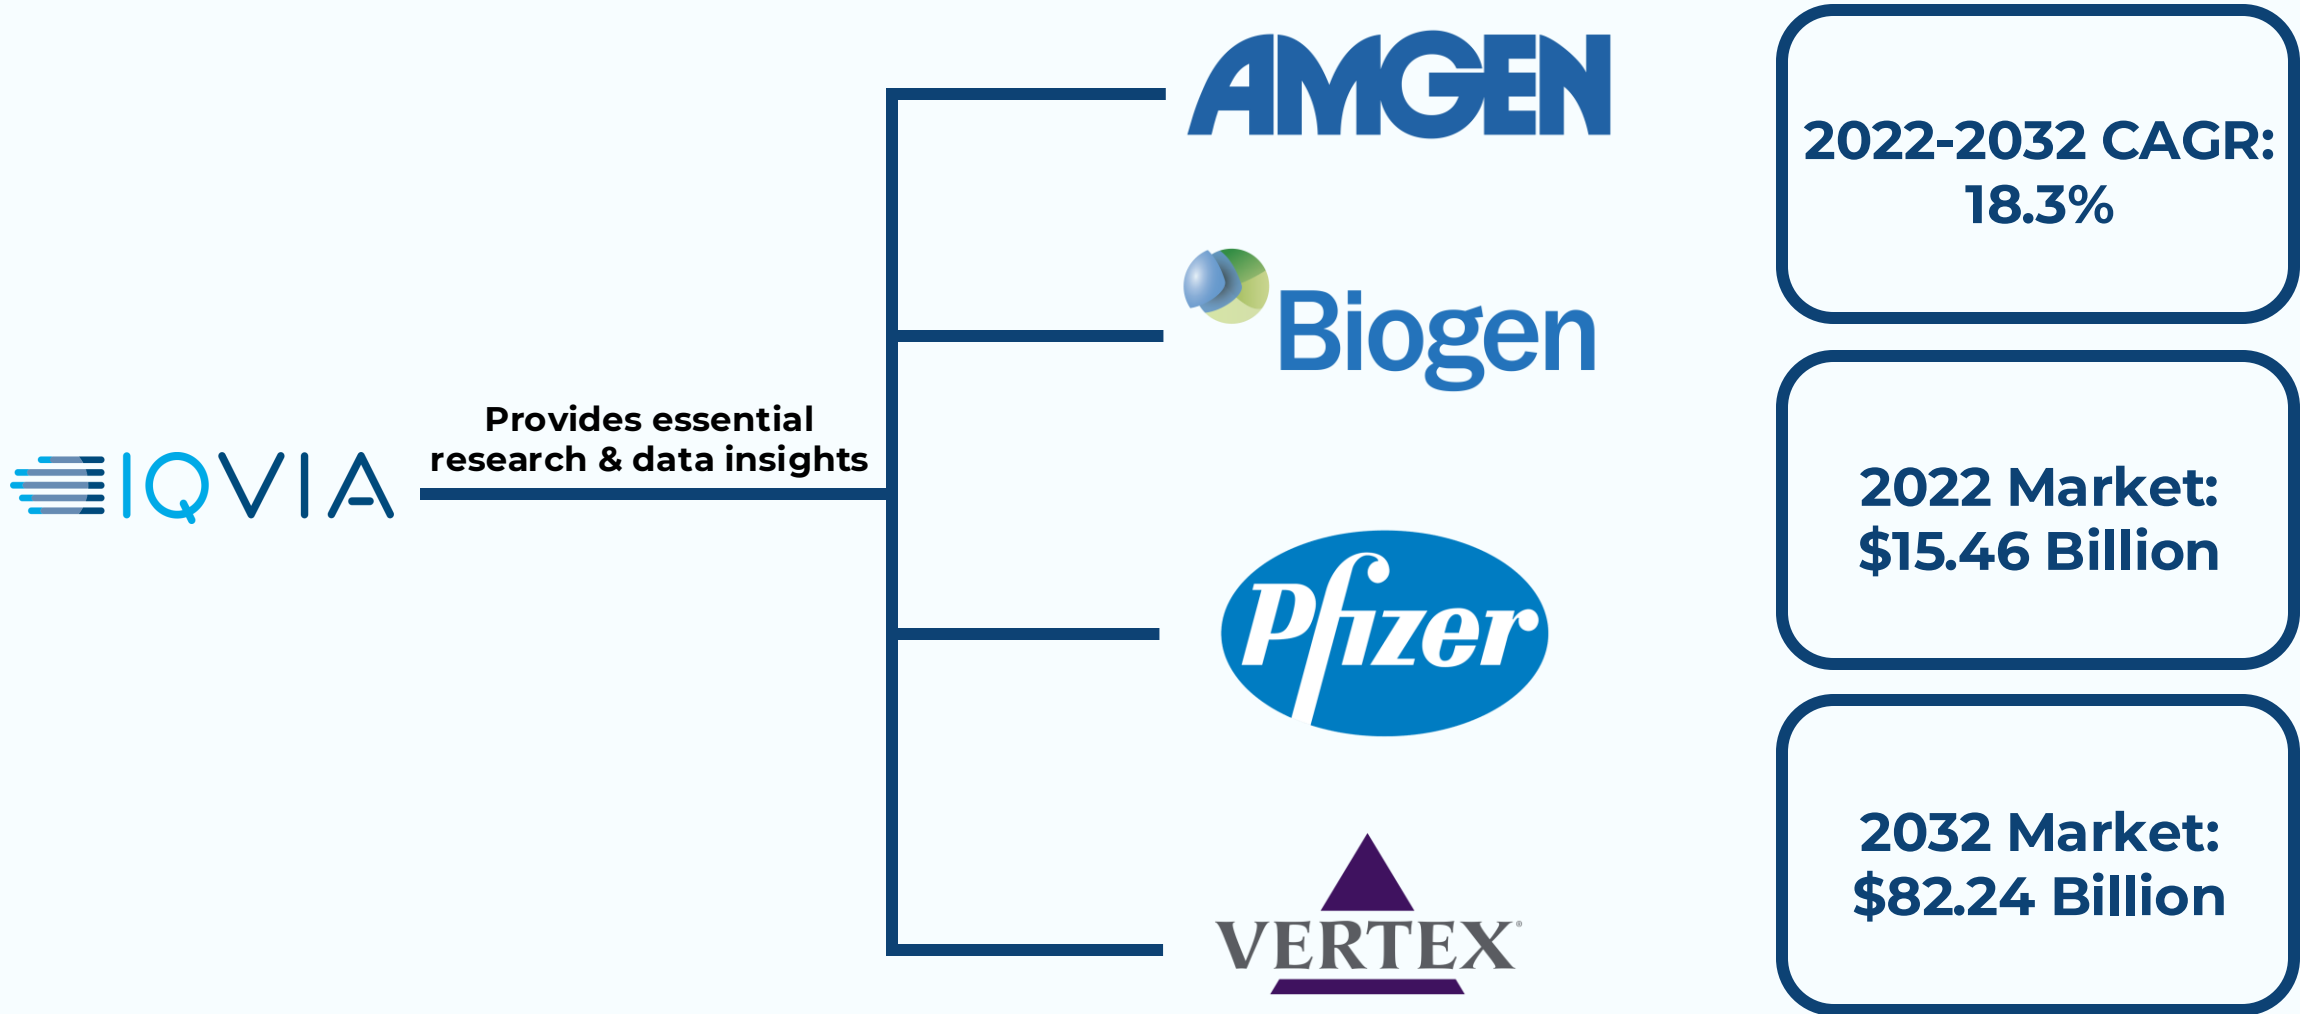 IQVIA
Provides essential
research & data insights
AMGEN
Biogen
Pfizer
VERTEX®
2022-2032 CAGR:
18.3%
2022 Market:
$15.46 Billion
2032 Market:
$82.24 Billion